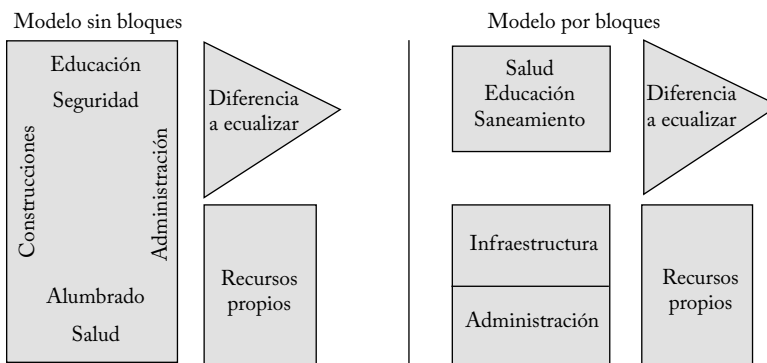 Modelo sin bloques
Educación
Seguridad
Construcciones
Administración
Alumbrado
Salud
Diferencia
a ecualizar
Recursos
propios
Modelo por bloques
Salud
Educación
Saneamiento
Infraestructura
Administración
Diferencia
a ecualizar
Recursos
propios